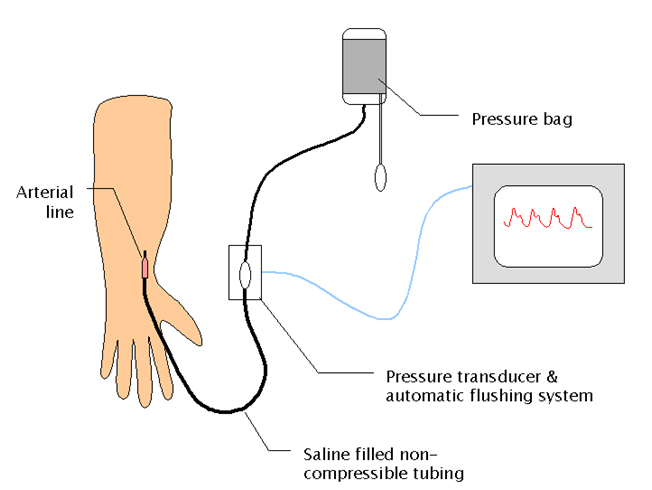 Pressure bag
Arterial
line
Pressure transducer &
automatic flushing system
Saline filled non-
compressible tubing